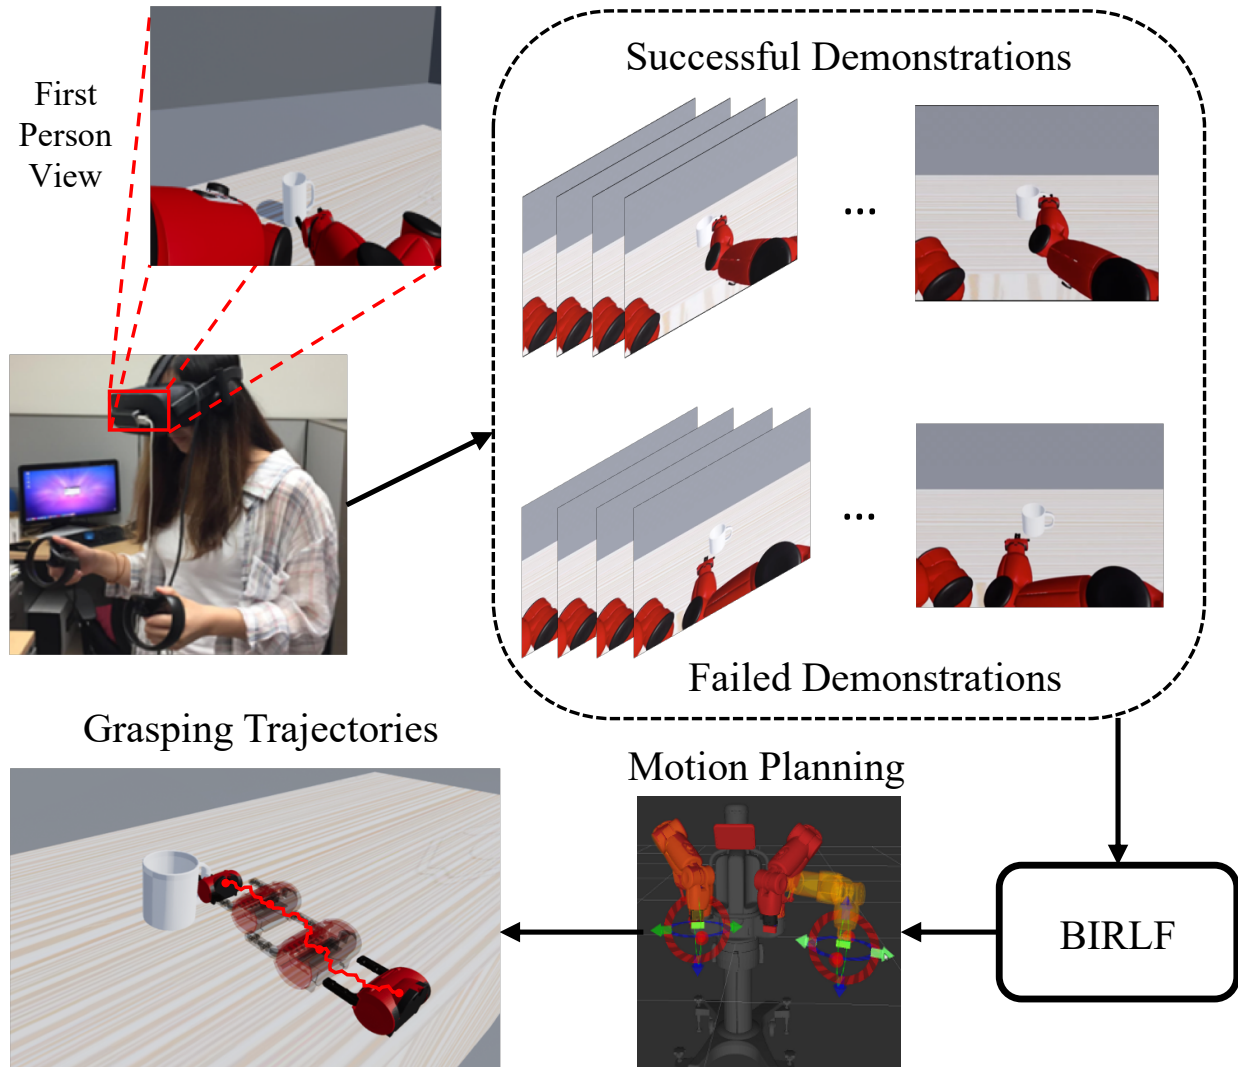 First
Person
View
Successful Demonstrations
...
...
Failed Demonstrations
Grasping Trajectories
Motion Planning
BIRLF